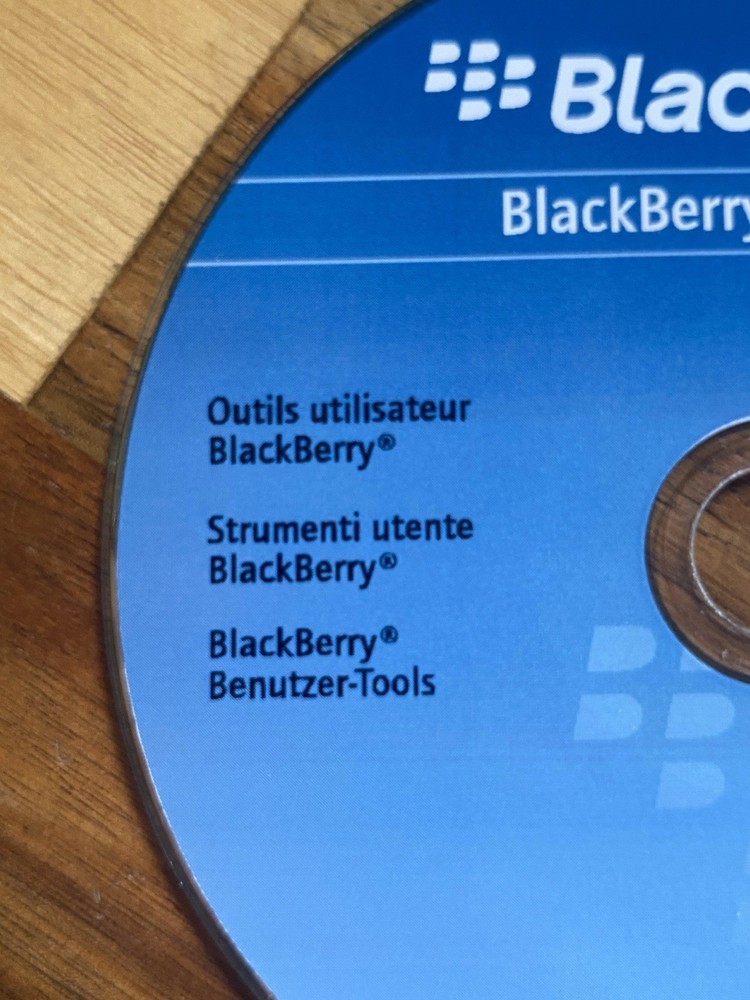 Blac
BlackBerry
Outils utilisateur
BlackBerry®
Strumenti utente
BlackBerry®
BlackBerry®
Benutzer-Tools